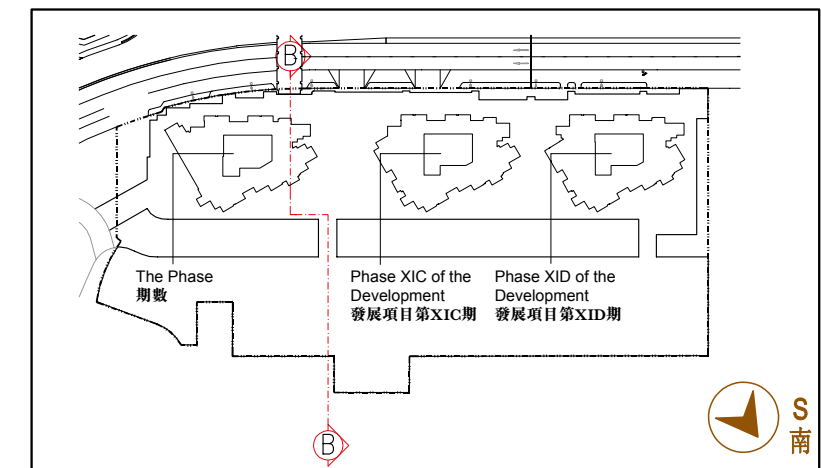 B
The Phase
期數
Phase XIC of the
Development
發展項目第XIC期
Phase XID of the
Development
發展項目第XID期
B
S
南